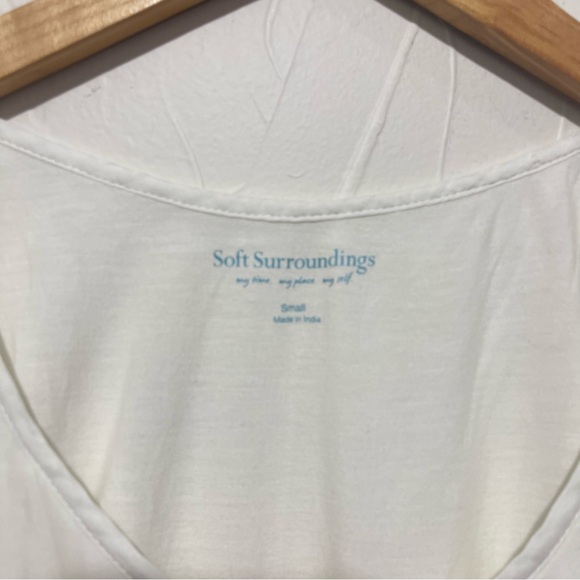 Soft Surroundings
my time. my place. my self.
Small
Made in India